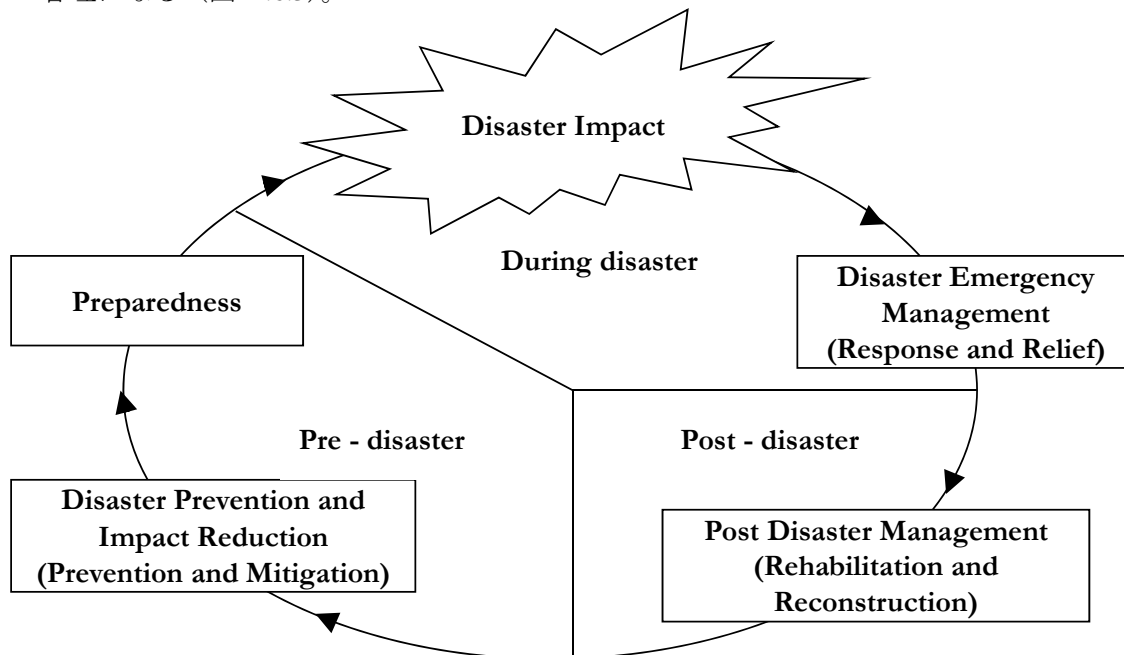 Disaster Impact
During disaster
Preparedness
Disaster Emergency
Management
(Response and Relief)
Pre - disaster
Post - disaster
Disaster Prevention and
Impact Reduction
(Prevention and Mitigation)
Post Disaster Management
(Rehabilitation and
Reconstruction)